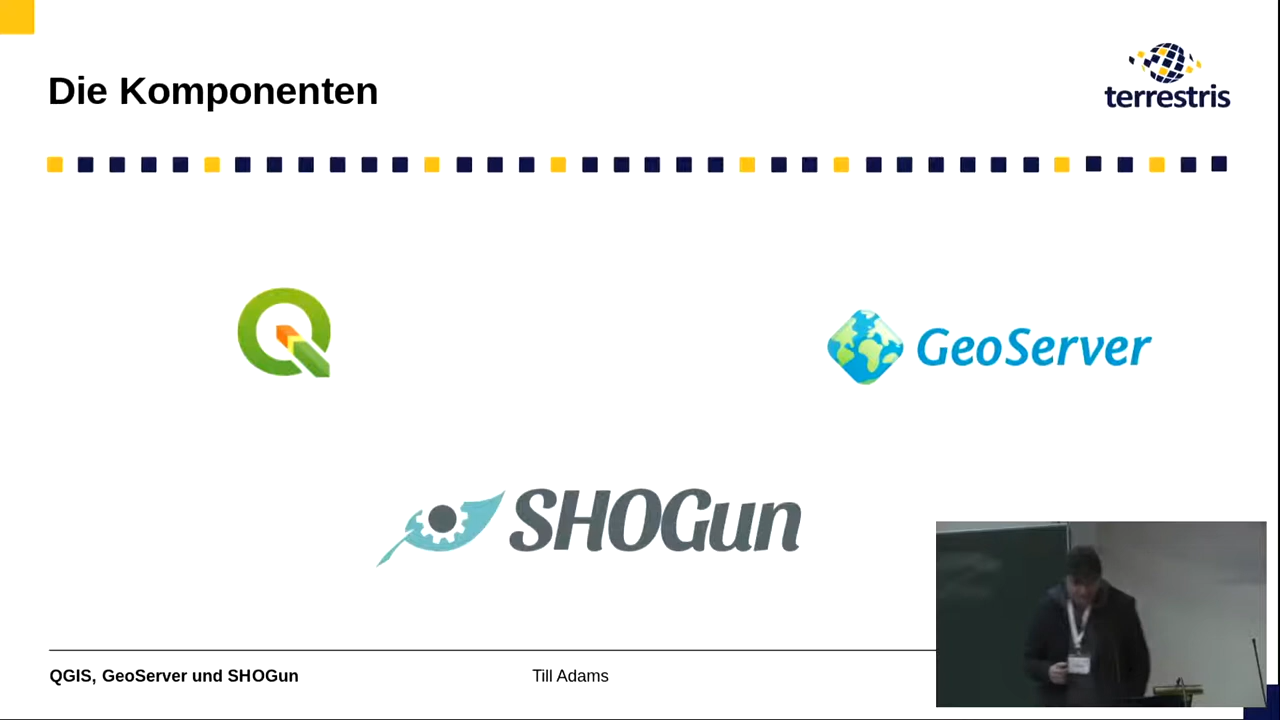 Die Komponenten
terrestris
GeoServer
SHOGun
QGIS, GeoServer und SHOGun
Till Adams